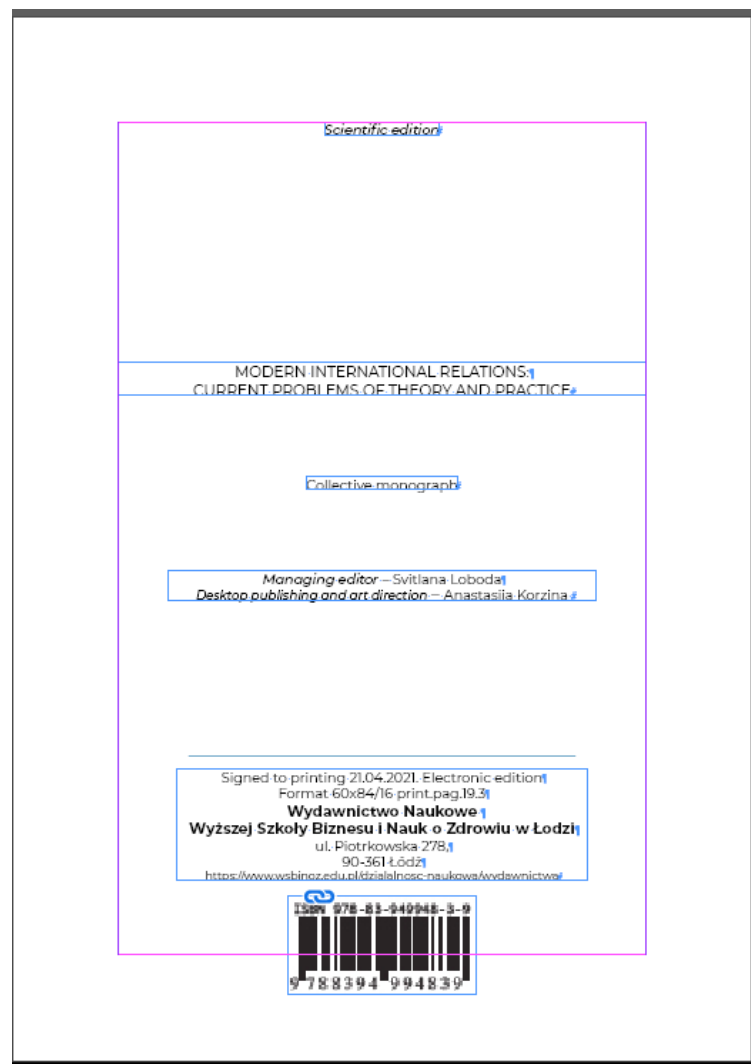 Scientific edition
MODERN INTERNATIONAL RELATIONS:
CURRENT PROBLEMS OF THEORY AND PRACTICE
Collective monograph
Managing editor – Svitlana Loboda
Desktop publishing and art direction – Anastasiia Korzina
Signed to printing 21.04.2021. Electronic edition
Format 60x84/16 print.pag.19.3
Wydawnictwo Naukowe
Wyższej Szkoły Biznesu i Nauk o Zdrowiu w Łodzi
ul. Piotrkowska 278,
90-361 Łódź
https://www.wsbinoz.edu.pl/dzialalnosc-naukowa/wydawnictwa/
ISBN 978-83-949948-3-9
9 788394 994839